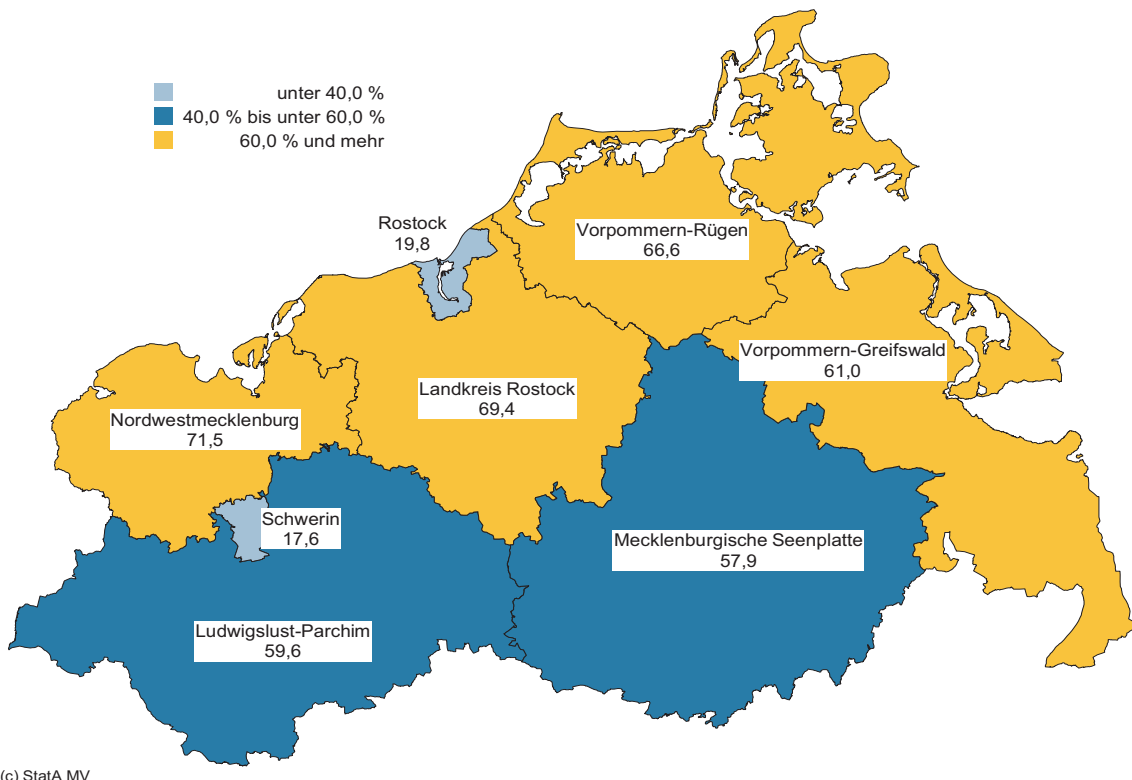 unter 40,0 %
40,0 % bis unter 60,0 %
60,0 % und mehr
Rostock
19,8
Vorpommern-Rügen
66,6
Vorpommern-Greifswald
61,0
Landkreis Rostock
69,4
Nordwestmecklenburg
71,5
Schwerin
17,6
Mecklenburgische Seenplatte
57,9
Ludwigslust-Parchim
59,6
(c) StatA MV